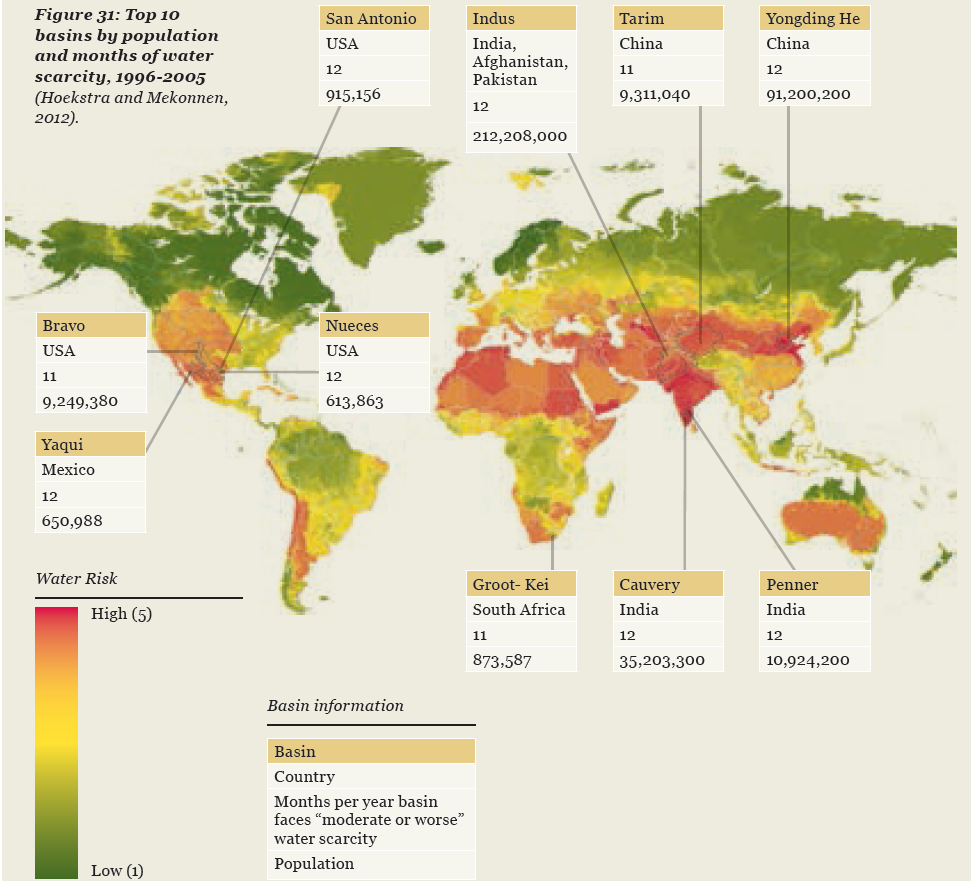 Figure 31: Top 10
basins by population
and months of water
scarcity, 1996-2005
(Hoekstra and Mekonnen,
2012).
San Antonio
USA
12
915,156
Indus
India,
Afghanistan,
Pakistan
12
212,208,000
Tarim
China
11
9,311,040
Yongding He
China
12
91,200,200
Bravo
USA
11
9,249,380
Nueces
USA
12
613,863
Yaqui
Mexico
12
650,988
Groot- Kei
South Africa
11
873,587
Cauvery
India
12
35,203,300
Penner
India
12
10,924,200
Water Risk
High (5)
Low (1)
Basin information
Basin
Country
Months per year basin
faces “moderate or worse”
water scarcity
Population